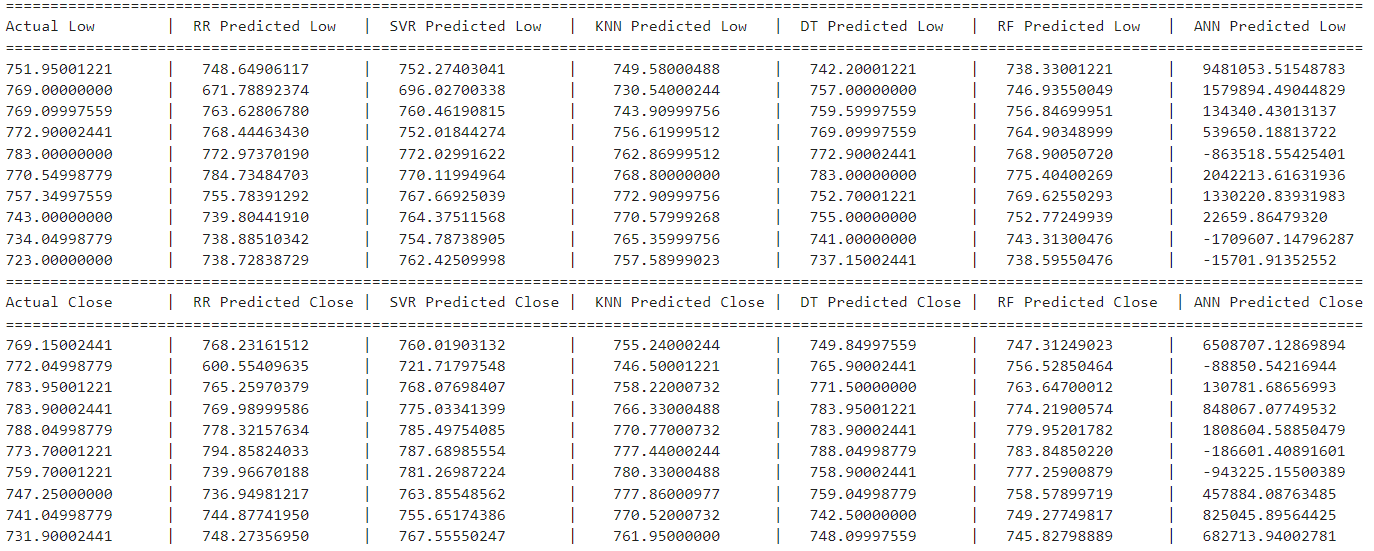 Actual Low | RR Predicted Low | SVR Predicted Low | KNN Predicted Low | DT Predicted Low | RF Predicted Low | ANN Predicted Low
751.95001221 | 748.64906117 | 752.27403041 | 749.58000488 | 742.20001221 | 738.33001221 | 9481053.51548783
769.00000000 | 671.78892374 | 696.02700338 | 730.54000244 | 757.00000000 | 746.93550049 | 1579894.49044829
769.09997559 | 763.62806780 | 760.46190815 | 743.90999756 | 759.59997559 | 756.84699951 | 134340.43013137
772.90002441 | 768.44463430 | 752.01844274 | 756.61999512 | 769.09997559 | 764.90348999 | 539650.18813722
783.00000000 | 772.97370190 | 772.02991622 | 762.86999512 | 772.90002441 | 768.90050720 | -863518.55425401
770.54998779 | 784.73484703 | 770.11994964 | 768.80000000 | 783.00000000 | 775.40400269 | 2042213.61631936
757.34997559 | 755.78391292 | 767.66925039 | 772.90999756 | 752.70001221 | 769.62550293 | 1330220.83931983
743.00000000 | 739.80441910 | 764.37511568 | 770.57999268 | 755.00000000 | 752.77249939 | 22659.86479320
734.04998779 | 738.88510342 | 754.78738905 | 765.35999756 | 741.00000000 | 743.31300476 | -1709607.14796287
723.00000000 | 738.72838729 | 762.42509998 | 757.58999023 | 737.15002441 | 738.59550476 | -15701.91352552
Actual Close | RR Predicted Close | SVR Predicted Close | KNN Predicted Close | DT Predicted Close | RF Predicted Close | ANN Predicted Close
769.15002441 | 768.23161512 | 760.01903132 | 755.24000244 | 749.84997559 | 747.31249023 | 6508707.12869894
772.04998779 | 600.55409635 | 721.71797548 | 746.50001221 | 765.90002441 | 756.52850464 | -88850.54216944
783.95001221 | 765.25970379 | 768.07698407 | 758.22000732 | 771.50000000 | 763.64700012 | 130781.68656993
783.90002441 | 769.98999586 | 775.03341399 | 766.33000488 | 783.95001221 | 774.21900574 | 848067.07749532
788.04998779 | 778.32157634 | 785.49754085 | 770.77000732 | 783.90002441 | 779.95201782 | 1808604.58850479
773.70001221 | 794.85824033 | 787.68985554 | 777.44000244 | 788.04998779 | 783.84850220 | -186601.40891601
759.70001221 | 739.96670188 | 781.26987224 | 780.33000488 | 758.90002441 | 777.25900879 | -943225.15500389
747.25000000 | 736.94981217 | 763.85548562 | 777.86000977 | 759.04998779 | 758.57899719 | 457884.08763485
741.04998779 | 744.87741950 | 755.65174386 | 770.52000732 | 742.50000000 | 749.27749817 | 825045.89564425
731.90002441 | 748.27356950 | 767.55550247 | 761.95000000 | 748.09997559 | 745.82798889 | 682713.94002781